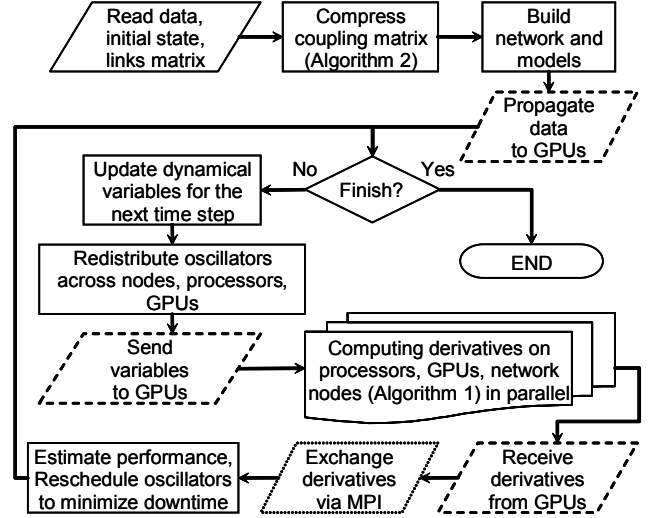 Read data,
initial state,
links matrix
Compress
coupling matrix
(Algorithm 2)
Build
network and
models
Propagate
data
to GPUs
No
Finish?
Yes
Update dynamical
variables for the
next time step
END
Redistribute oscillators
across nodes, processors,
GPUs
Send
variables
to GPUs
Computing derivatives on
processors, GPUs, network
nodes (Algorithm 1) in parallel
Receive
derivatives
from GPUs
Exchange
derivatives
via MPI
Estimate performance,
Reschedule oscillators
to minimize downtime